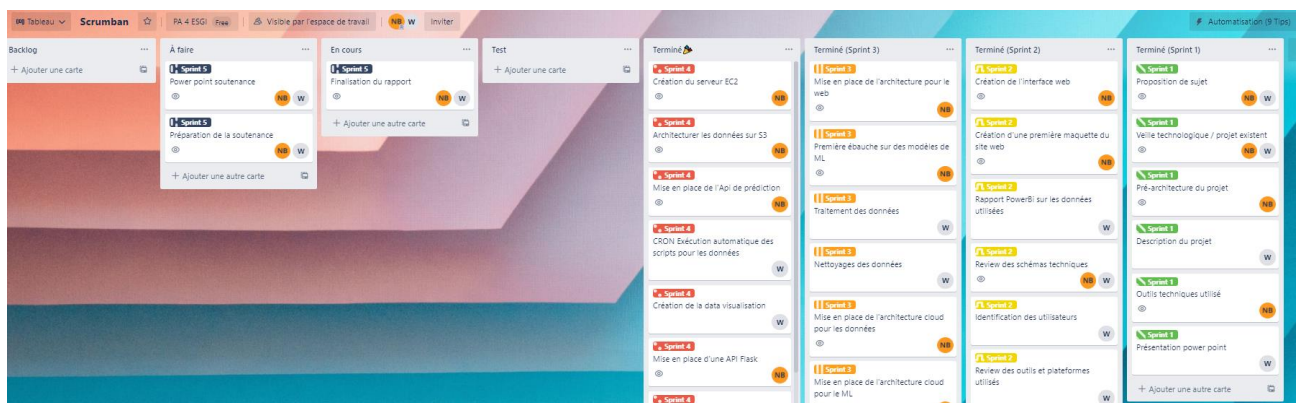 Tableau
Scrumban
PA 4 ESGI
Free
Visible par l'espace de travail
NB
W
Inviter
Automatisation (9 Tips)
Backlog
+ Ajouter une carte
À faire
Sprint 5
Power point soutenance
NB
W
Sprint 5
Préparation de la soutenance
NB
W
+ Ajouter une autre carte
En cours
Sprint 5
Finalisation du rapport
NB
W
+ Ajouter une autre carte
Test
+ Ajouter une carte
Terminé
Sprint 4
Création du serveur EC2
NB
Sprint 4
Architecturer les données sur S3
NB
Sprint 4
Mise en place de l'Api de prédiction
NB
Sprint 4
CRON Exécution automatique des
scripts pour les données
W
Sprint 4
Création de la data visualisation
W
Sprint 4
Mise en place d'une API Flask
NB
Sprint 4
Terminé (Sprint 3)
Sprint 3
Mise en place de l'architecture pour le
web
NB
Sprint 3
Première ébauche sur des modèles de
ML
NB
Sprint 3
Traitement des données
W
Sprint 3
Nettoyages des données
W
Sprint 3
Mise en place de l'architecture cloud
pour les données
NB
Sprint 3
Mise en place de l'architecture cloud
pour le ML
Terminé (Sprint 2)
Sprint 2
Création de l'interface web
NB
Sprint 2
Création d'une première maquette du
site web
NB
Sprint 2
Rapport PowerBi sur les données
utilisées
W
Sprint 2
Review des schémas techniques
NB
W
Sprint 2
Identification des utilisateurs
W
Sprint 2
Review des outils et plateformes
utilisés
W
Terminé (Sprint 1)
Sprint 1
Proposition de sujet
NB
W
Sprint 1
Veille technologique / projet existent
NB
W
Sprint 1
Pré-architecture du projet
NB
Sprint 1
Description du projet
W
Sprint 1
Outils techniques utilisé
NB
Sprint 1
Présentation power point
W
+ Ajouter une autre carte